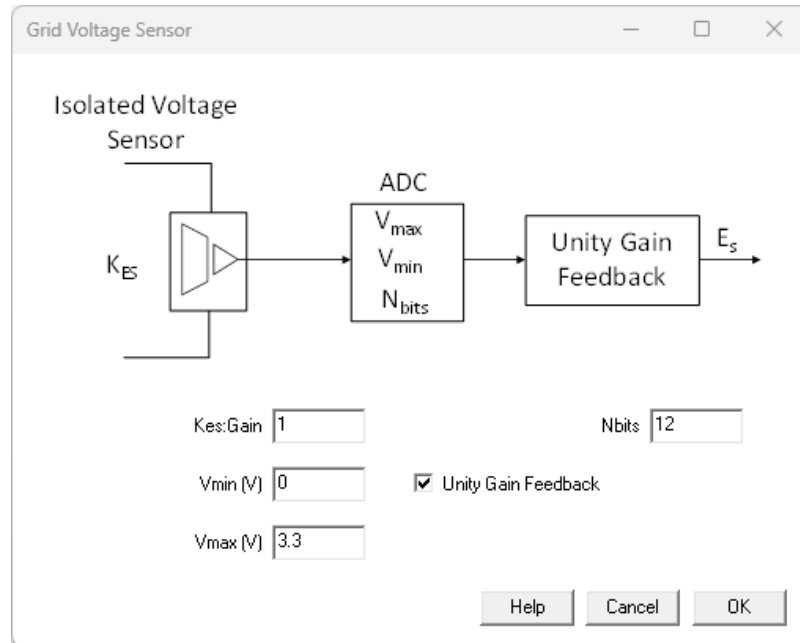 Grid Voltage Sensor
Isolated Voltage
Sensor
ADC
Vmax
Vmin
Nbits
KES
Unity Gain
Feedback
Es
Kes:Gain 1
Nbits 12
Vmin (V) 0
Unity Gain Feedback
Vmax (V) 3.3
Help Cancel OK